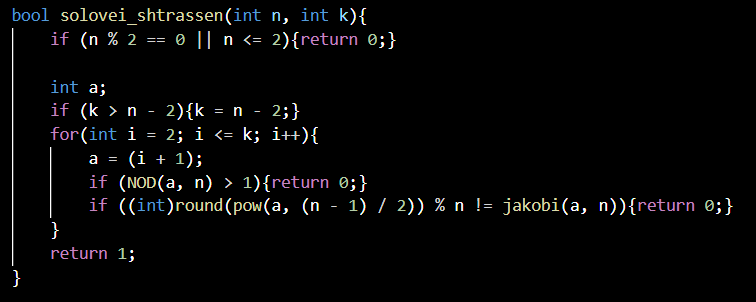 bool solovei_shtrassen(int n, int k){
    if (n % 2 == 0 || n <= 2){return 0;}

    int a;
    if (k > n - 2){k = n - 2;}
    for(int i = 2; i <= k; i++){
        a = (i + 1);
        if (NOD(a, n) > 1){return 0;}
        if ((int)round(pow(a, (n - 1) / 2)) % n != jakobi(a, n)){return 0;}
    }
    return 1;
}